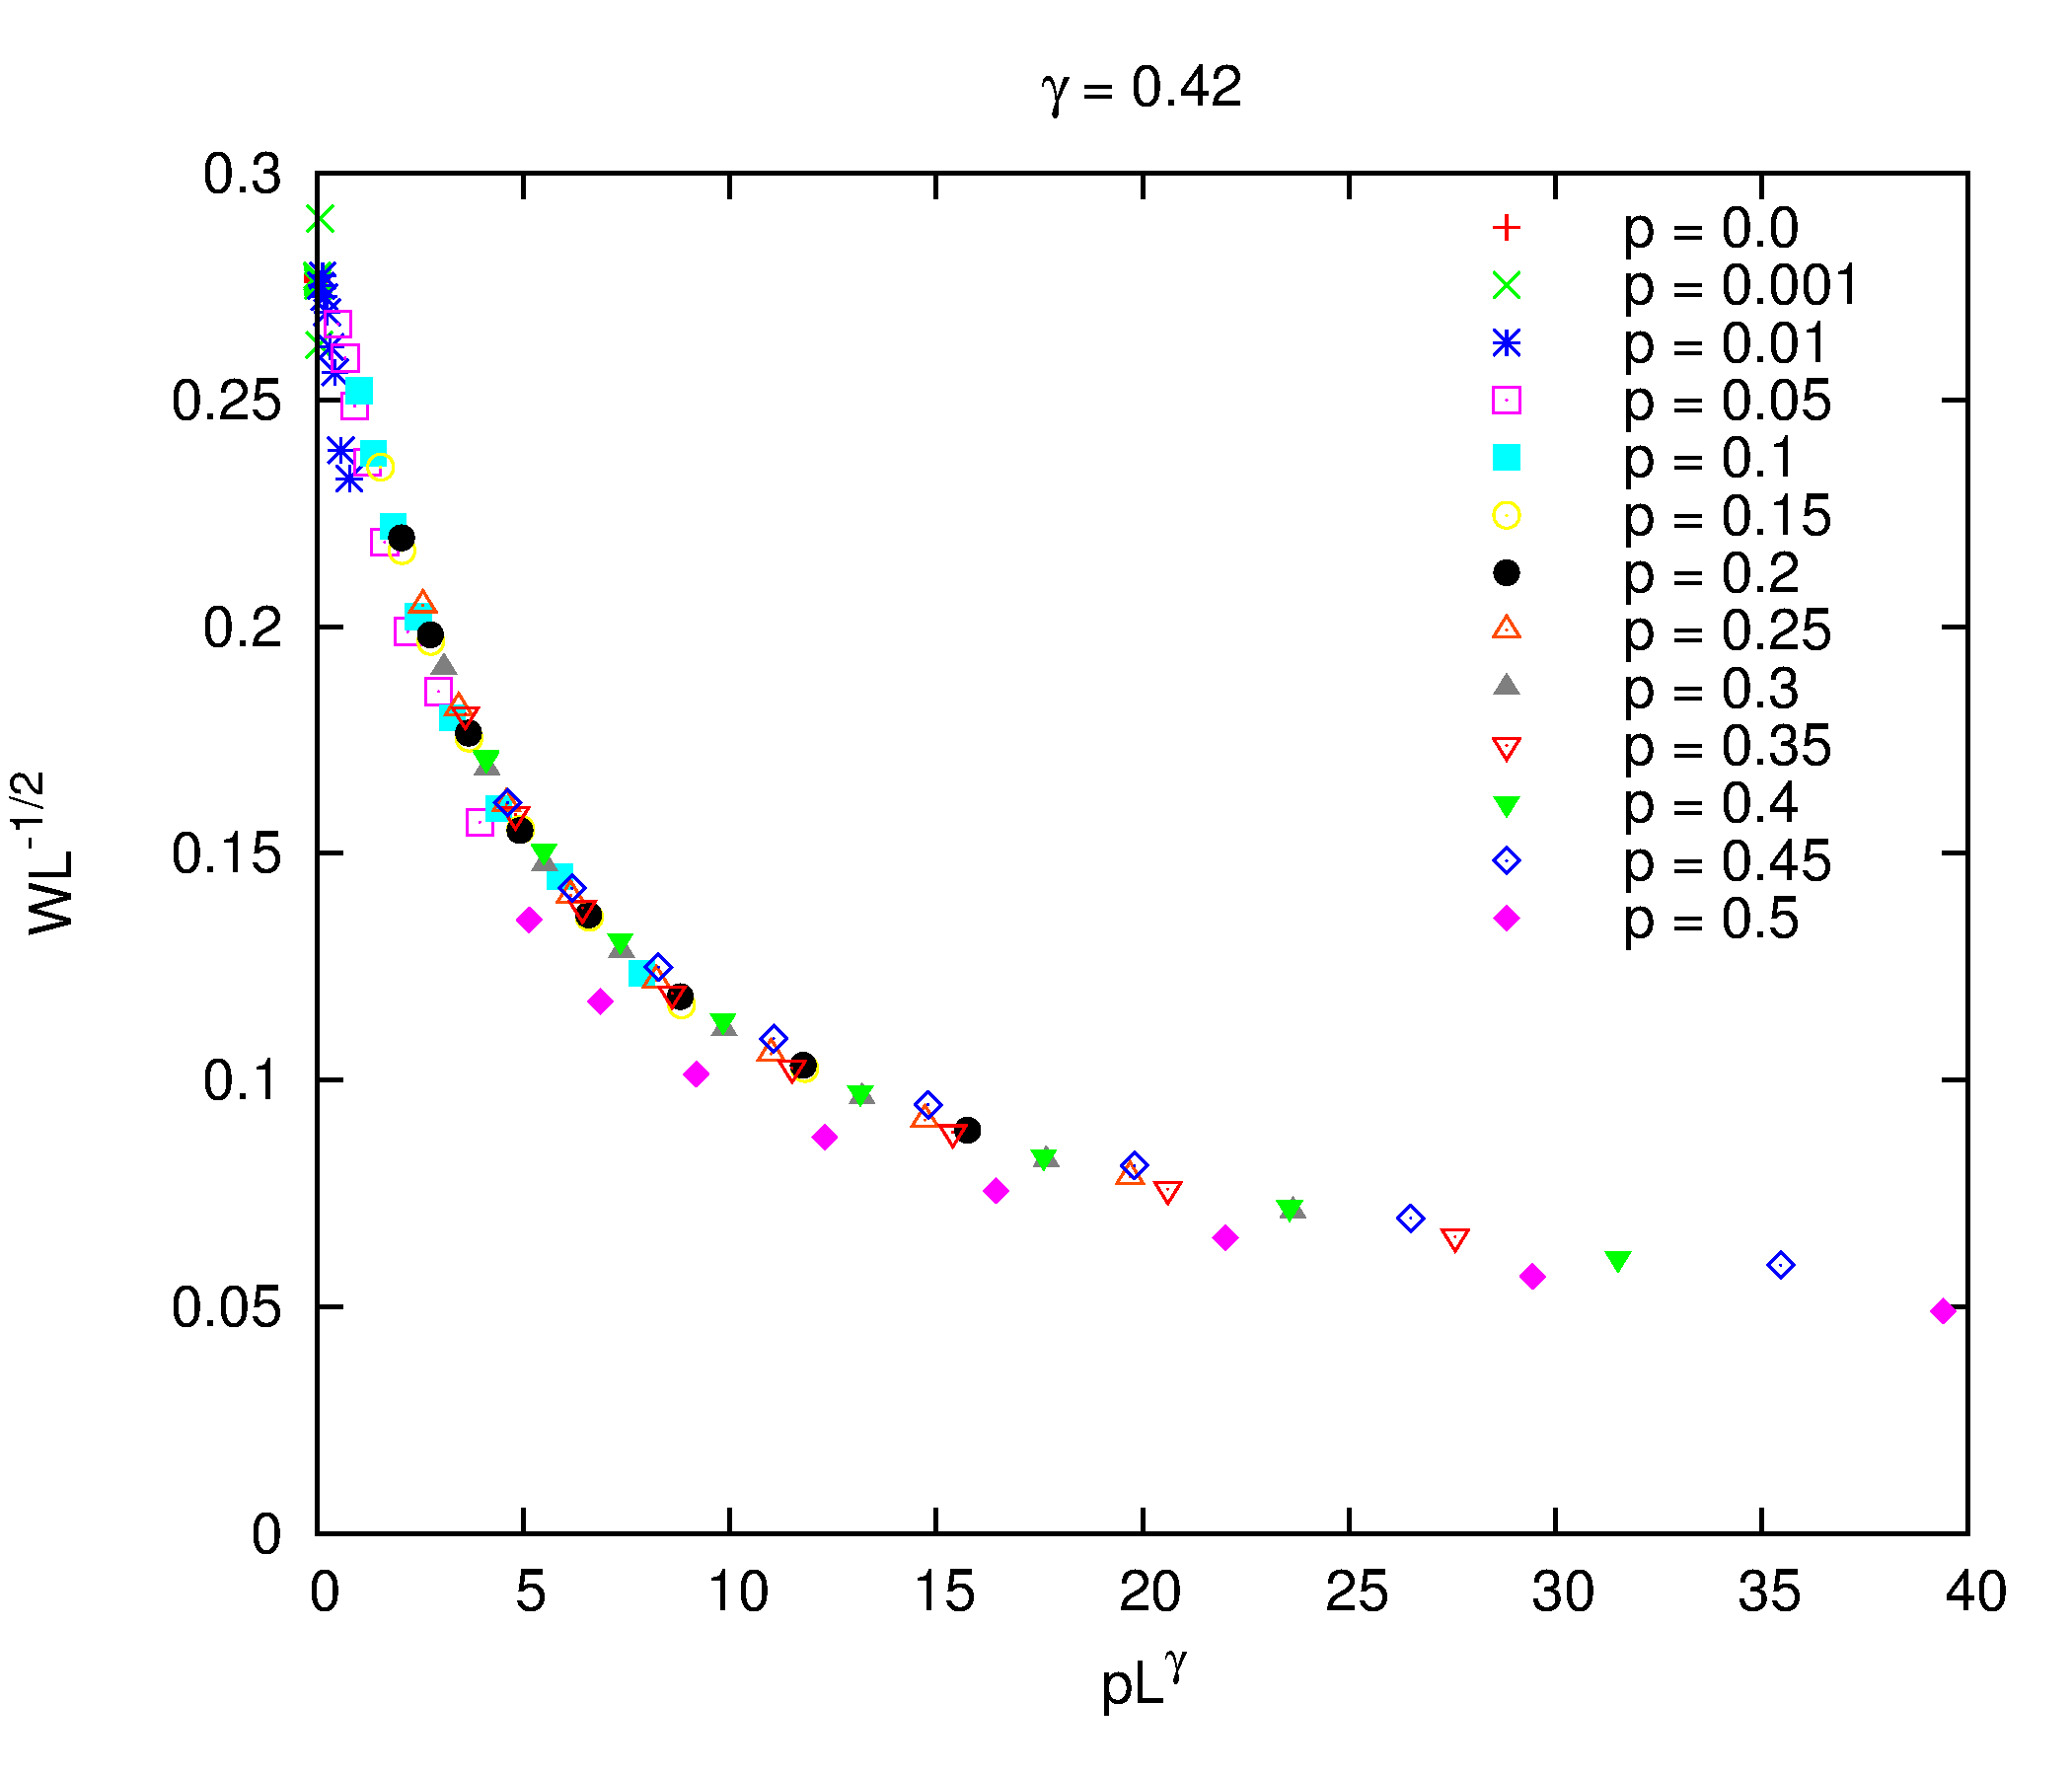 γ = 0.42
0.3
0.25
0.2
0.15
0.1
0.05
0
WL^-1/2
p = 0.0
p = 0.001
p = 0.01
p = 0.05
p = 0.1
p = 0.15
p = 0.2
p = 0.25
p = 0.3
p = 0.35
p = 0.4
p = 0.45
p = 0.5
0 5 10 15 20 25 30 35 40
pL^γ